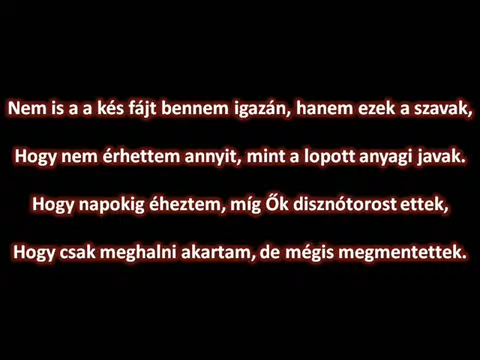 Nem is a a kés fájt bennem igazán, hanem ezek a szavak,
Hogy nem érhettem annyit, mint a lopott anyagi javak.
Hogy napokig éheztem, míg Ők disznótorost ettek,
Hogy csak meghalni akartam, de mégis megmentettek.